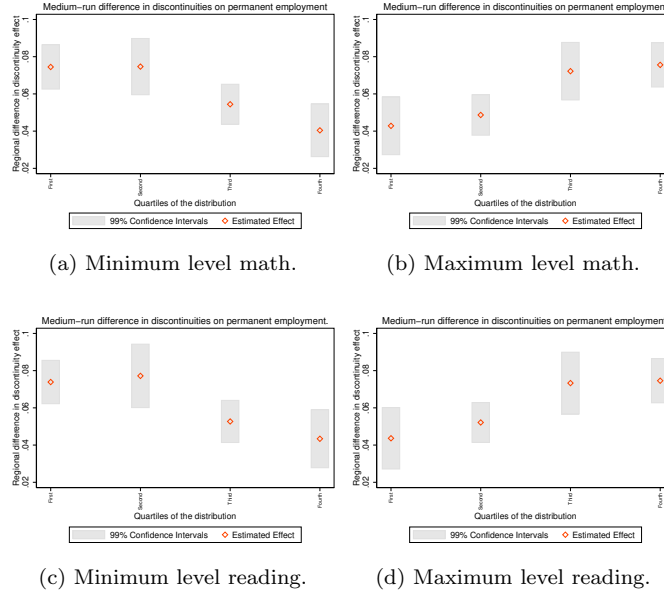 Medium-run difference in discontinuities on permanent employment
Regional difference in discontinuity effect
.02 .04 .06 .08 .1
First Second Third Fourth
Quartiles of the distribution
99% Confidence Intervals Estimated Effect
(a) Minimum level math.
Medium-run difference in discontinuities on permanent employment
Regional difference in discontinuity effect
.02 .04 .06 .08 .1
First Second Third Fourth
Quartiles of the distribution
99% Confidence Intervals Estimated Effect
(b) Maximum level math.
Medium-run difference in discontinuities on permanent employment.
Regional difference in discontinuity effect
.02 .04 .06 .08 .1
First Second Third Fourth
Quartiles of the distribution
99% Confidence Intervals Estimated Effect
(c) Minimum level reading.
Medium-run difference in discontinuities on permanent employment
Regional difference in discontinuity effect
.02 .04 .06 .08 .1
First Second Third Fourth
Quartiles of the distribution
99% Confidence Intervals Estimated Effect
(d) Maximum level reading.